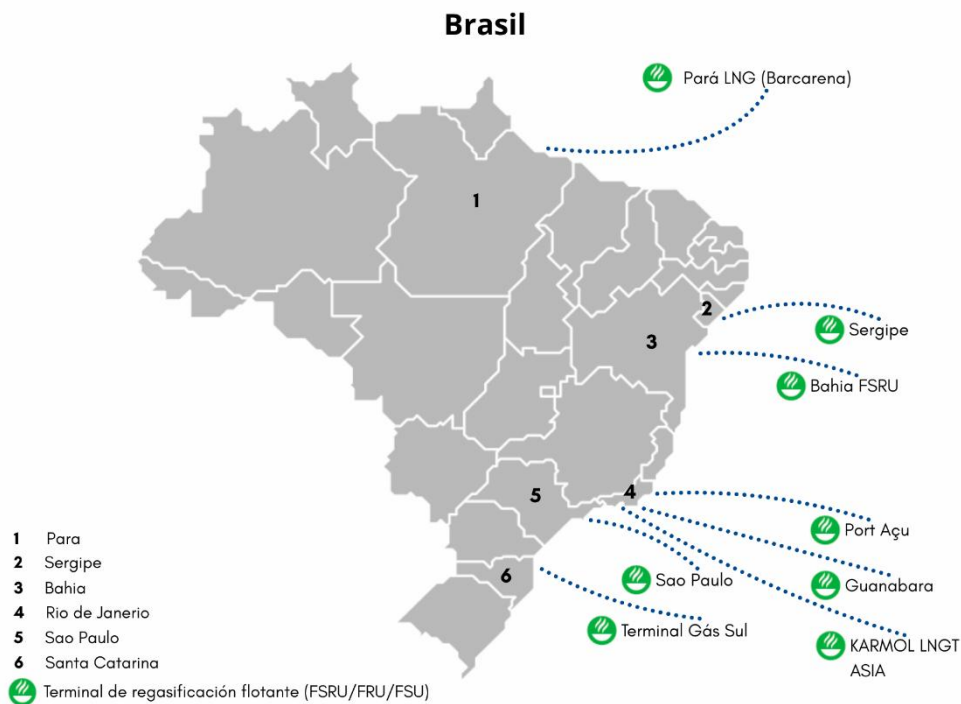 Brasil
Pará LNG (Barcarena)
1
2
Sergipe
3
Bahia FSRU
4
5
Port Açu
Sao Paulo
Guanabara
6
Terminal Gás Sul
KARMOL LNGT
ASIA
1 Para
2 Sergipe
3 Bahia
4 Rio de Janerio
5 Sao Paulo
6 Santa Catarina
Terminal de regasificación flotante (FSRU/FRU/FSU)